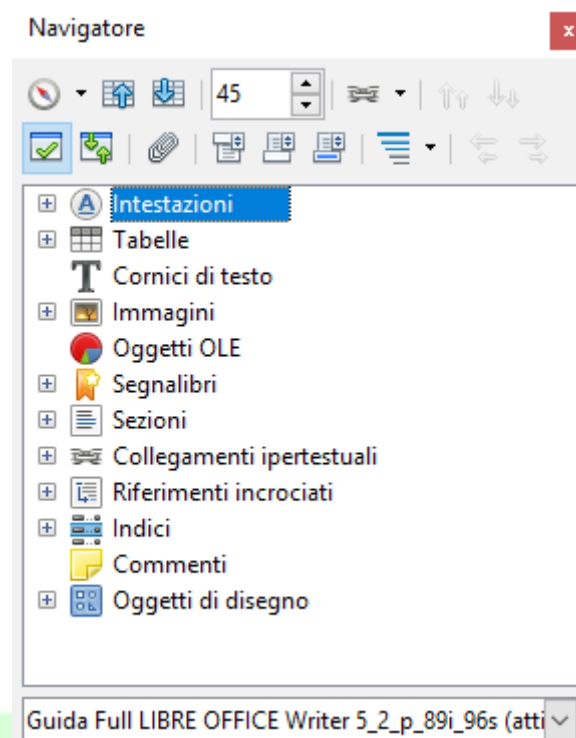 Navigatore
45
Intestazioni
Tabelle
Cornici di testo
Immagini
Oggetti OLE
Segnalibri
Sezioni
Collegamenti ipertestuali
Riferimenti incrociati
Indici
Commenti
Oggetti di disegno
Guida Full LIBRE OFFICE Writer 5_2_p_89i_96s (atti